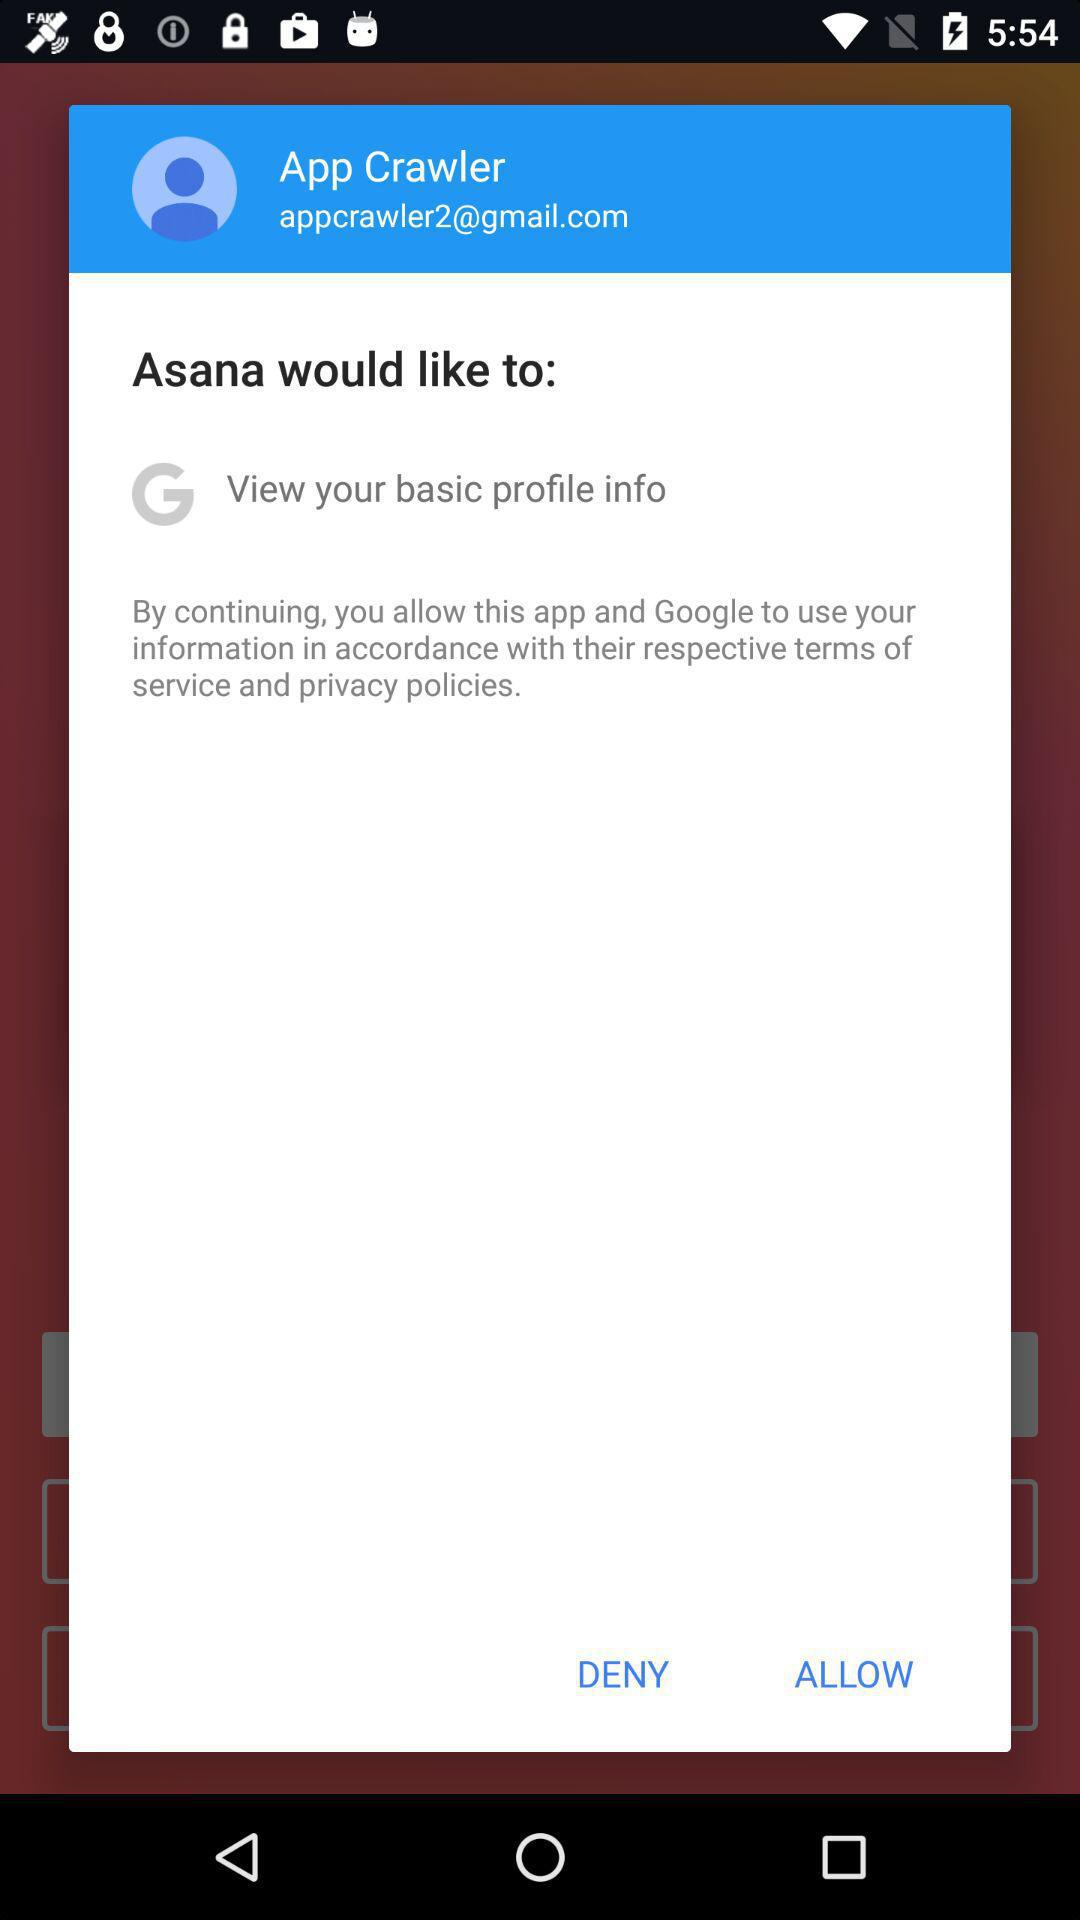 FAKE
5:54
App Crawler
appcrawler2@gmail.com
Asana would like to:
View your basic profile info
By continuing, you allow this app and Google to use your
information in accordance with their respective terms of
service and privacy policies.
DENY ALLOW